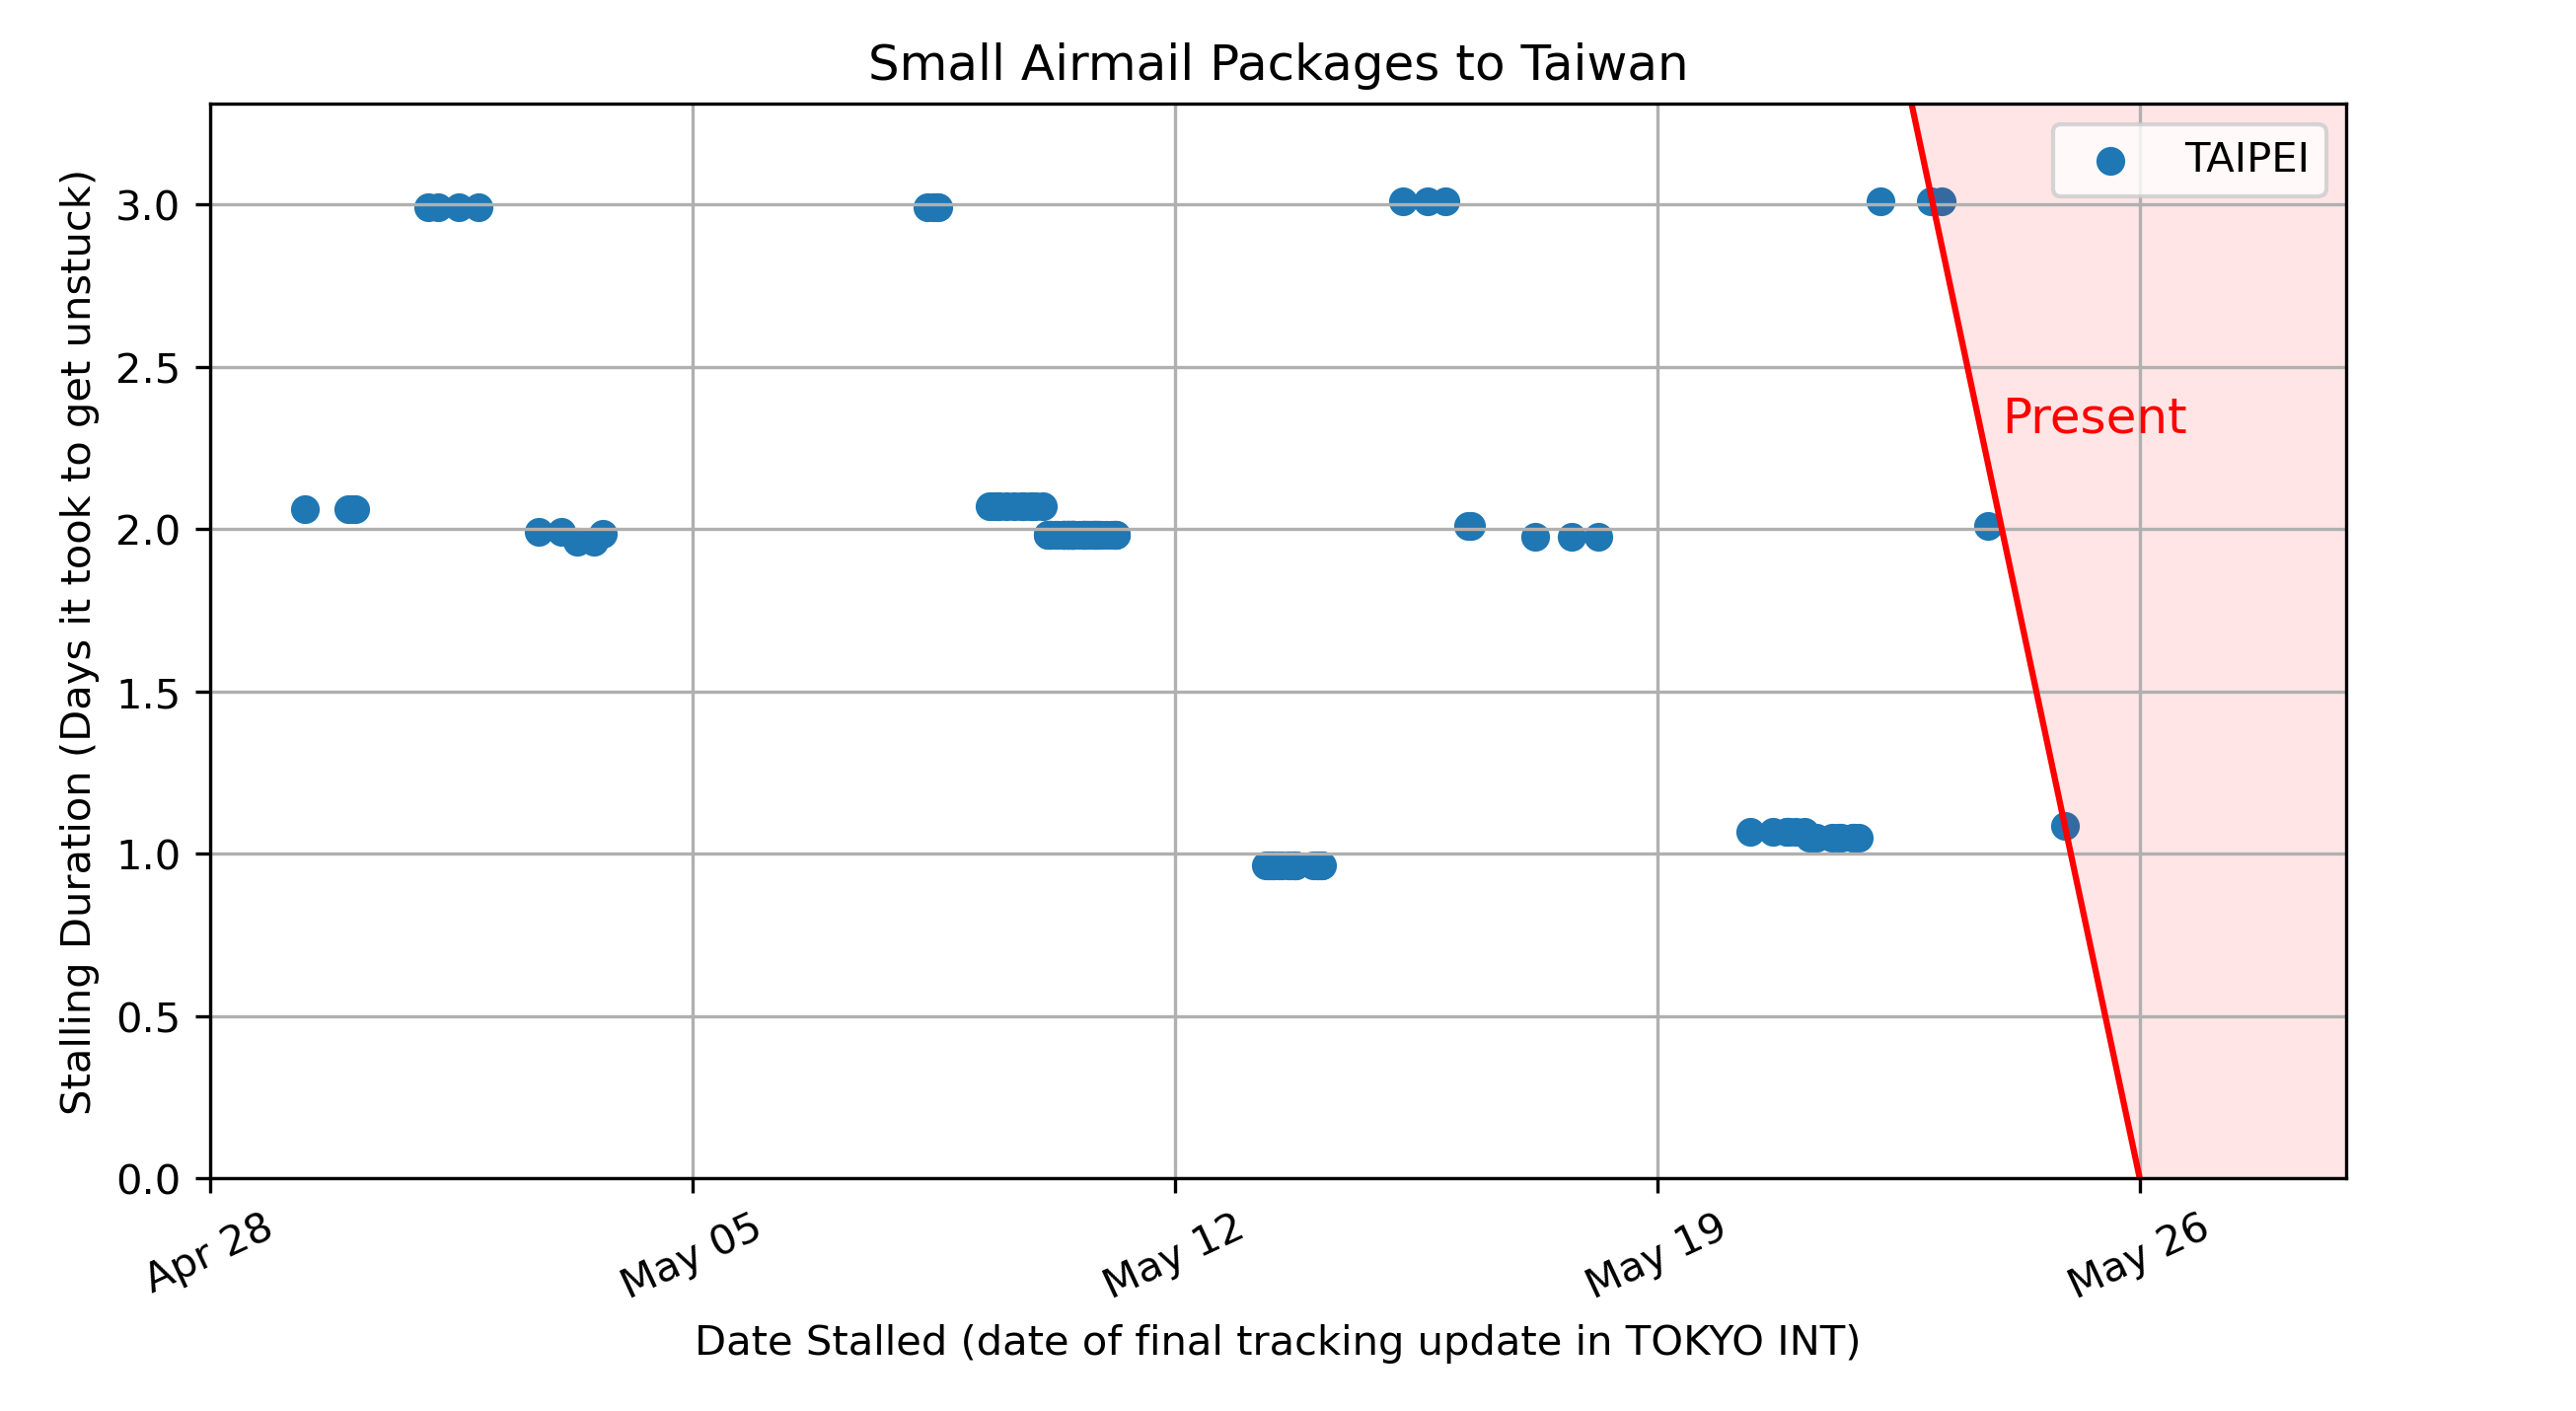 Small Airmail Packages to Taiwan
TAIPEI
Present
Stalling Duration (Days it took to get unstuck)
3.0
2.5
2.0
1.5
1.0
0.5
0.0
Apr 28
May 05
May 12
May 19
May 26
Date Stalled (date of final tracking update in TOKYO INT)